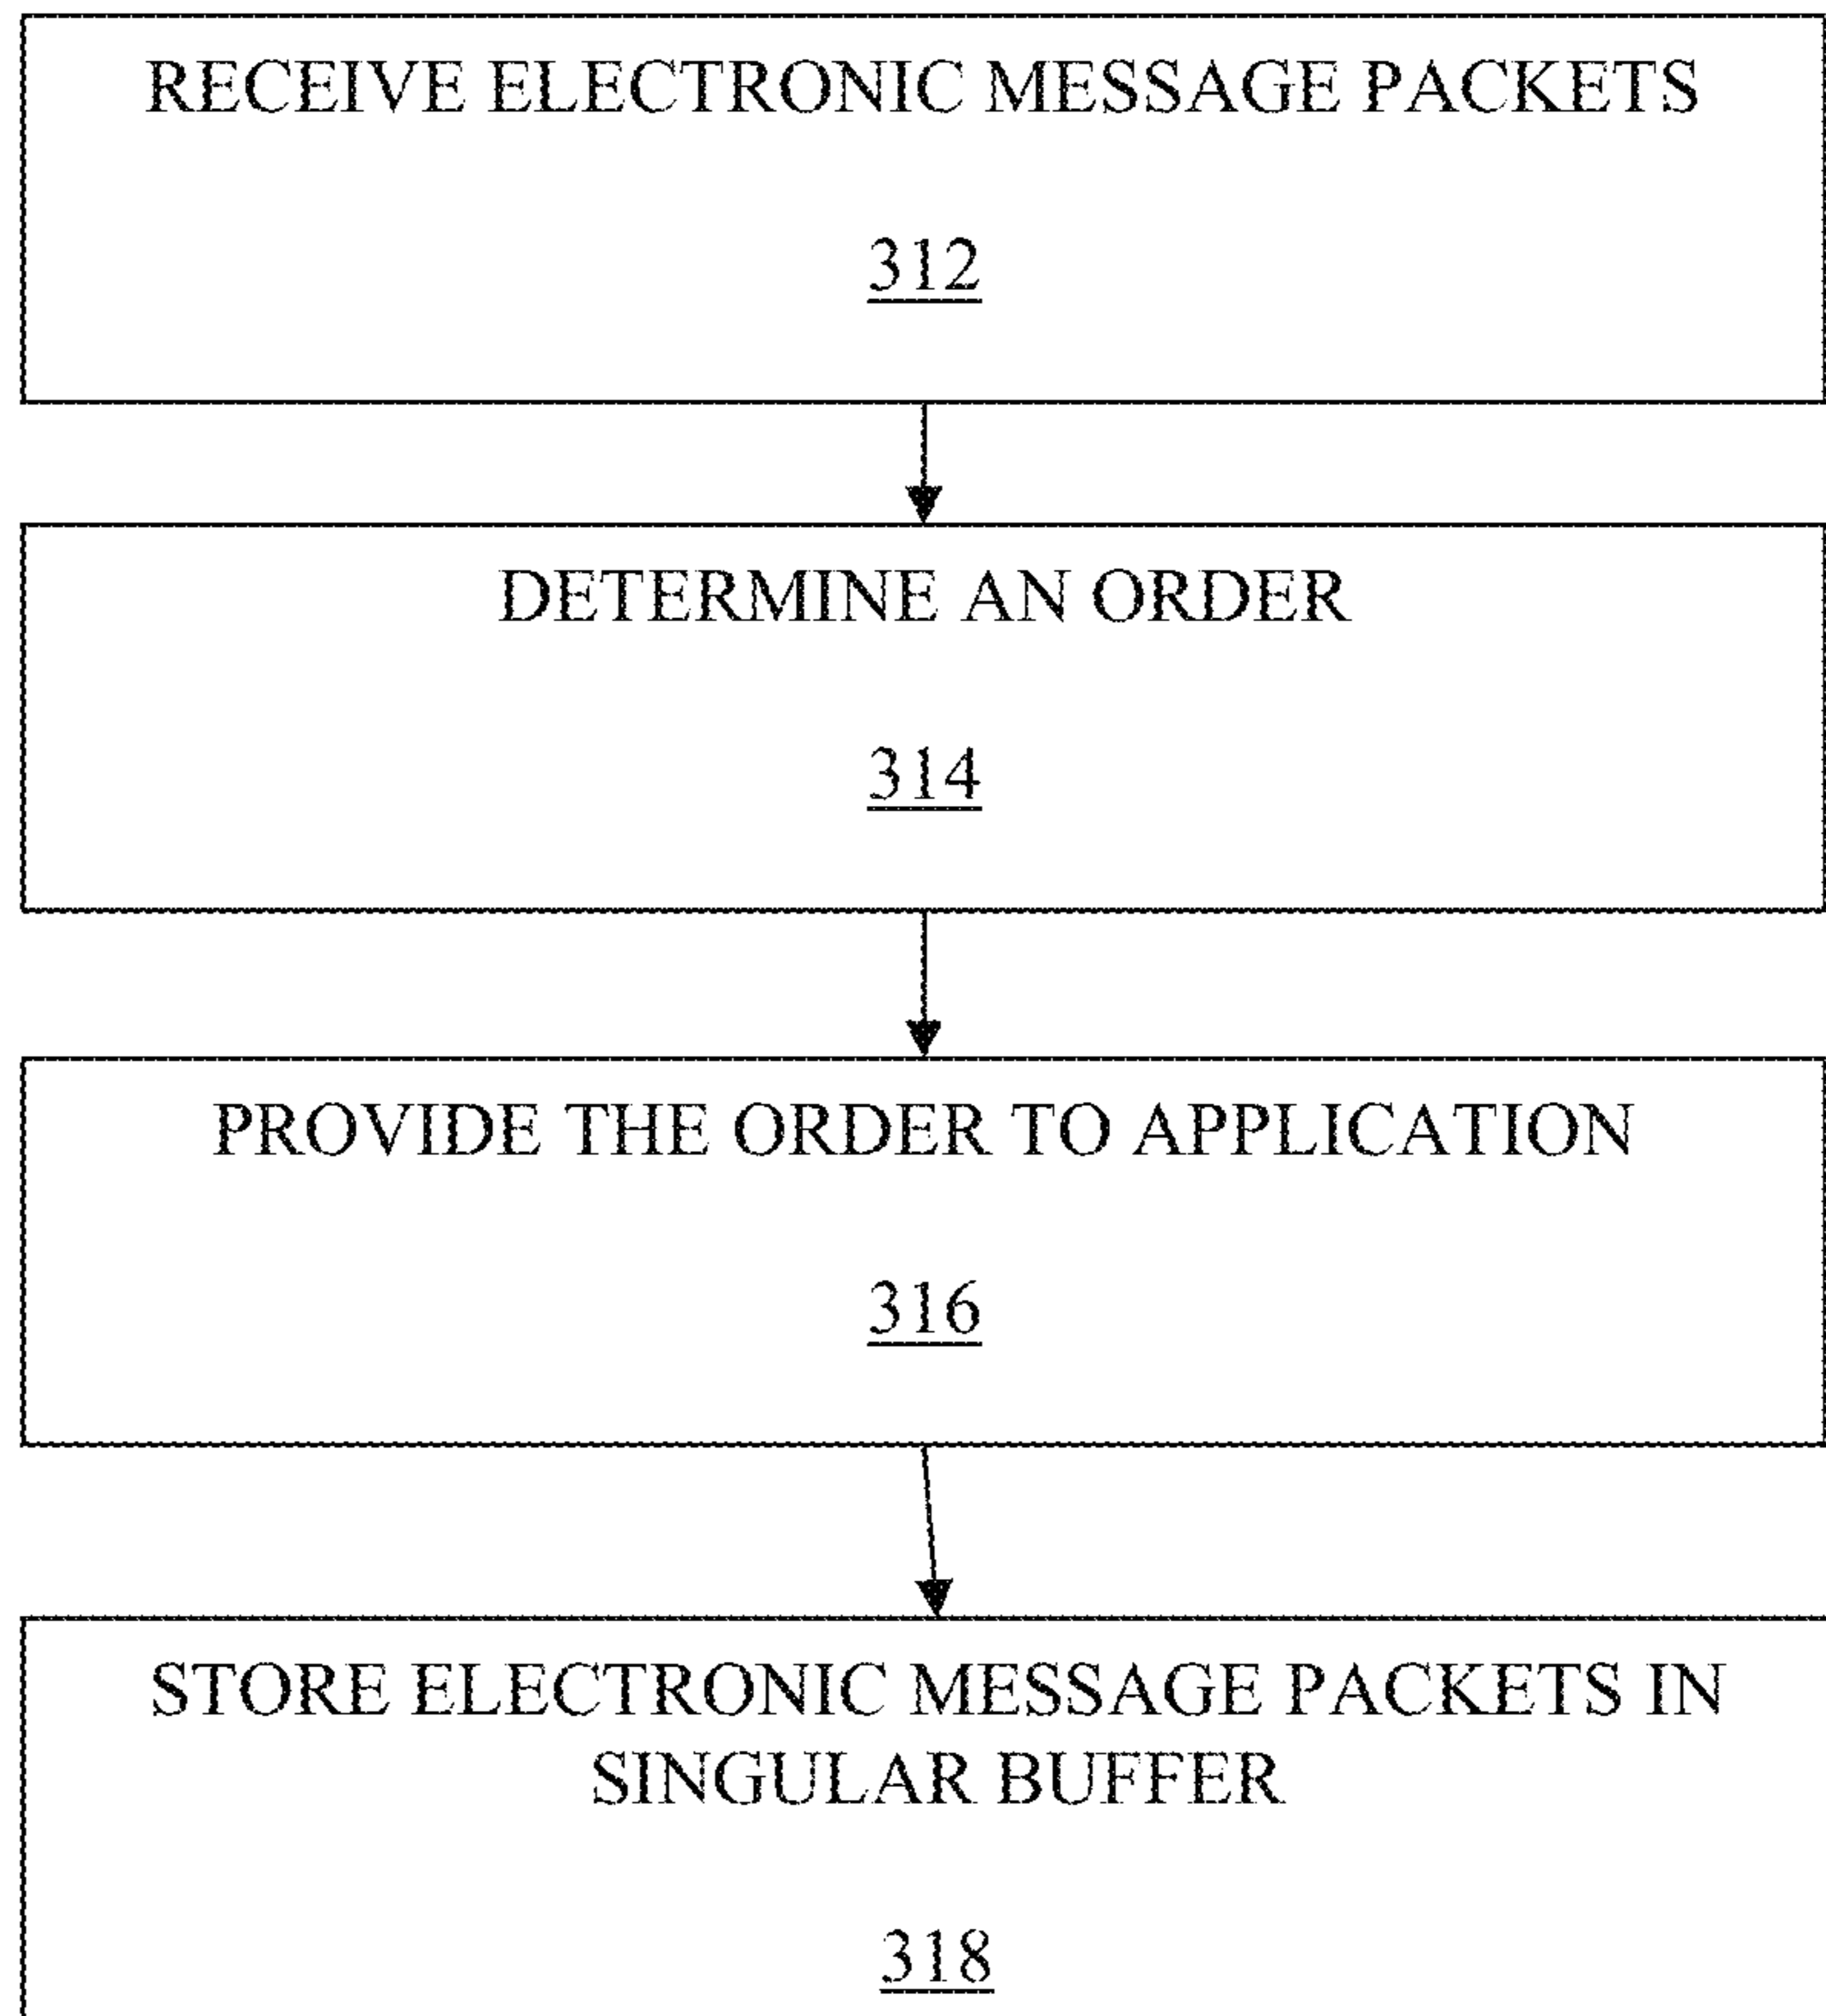 RECEIVE ELECTRONIC MESSAGE PACKETS
312
DETERMINE AN ORDER
314
PROVIDE THE ORDER TO APPLICATION
316
STORE ELECTRONIC MESSAGE PACKETS IN
SINGULAR BUFFER
318